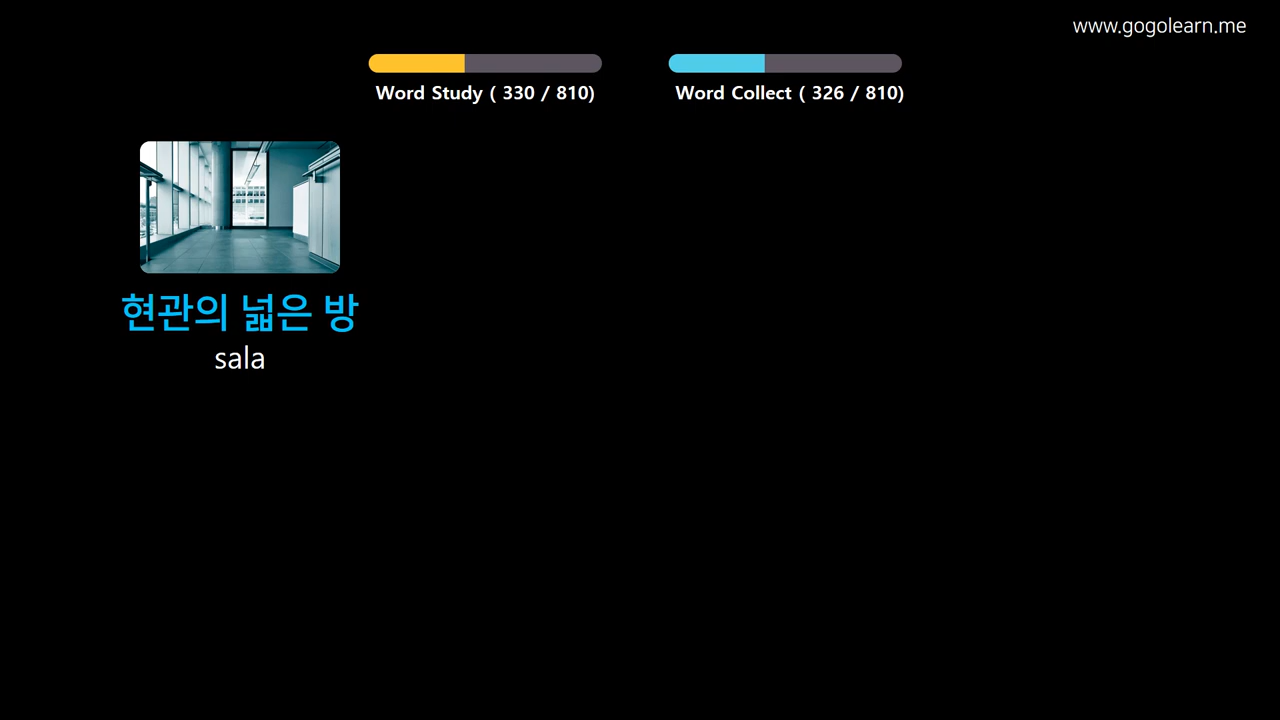 www.gogolearn.me
Word Study ( 330 / 810)
Word Collect ( 326 / 810)
현관의 넓은 방
sala